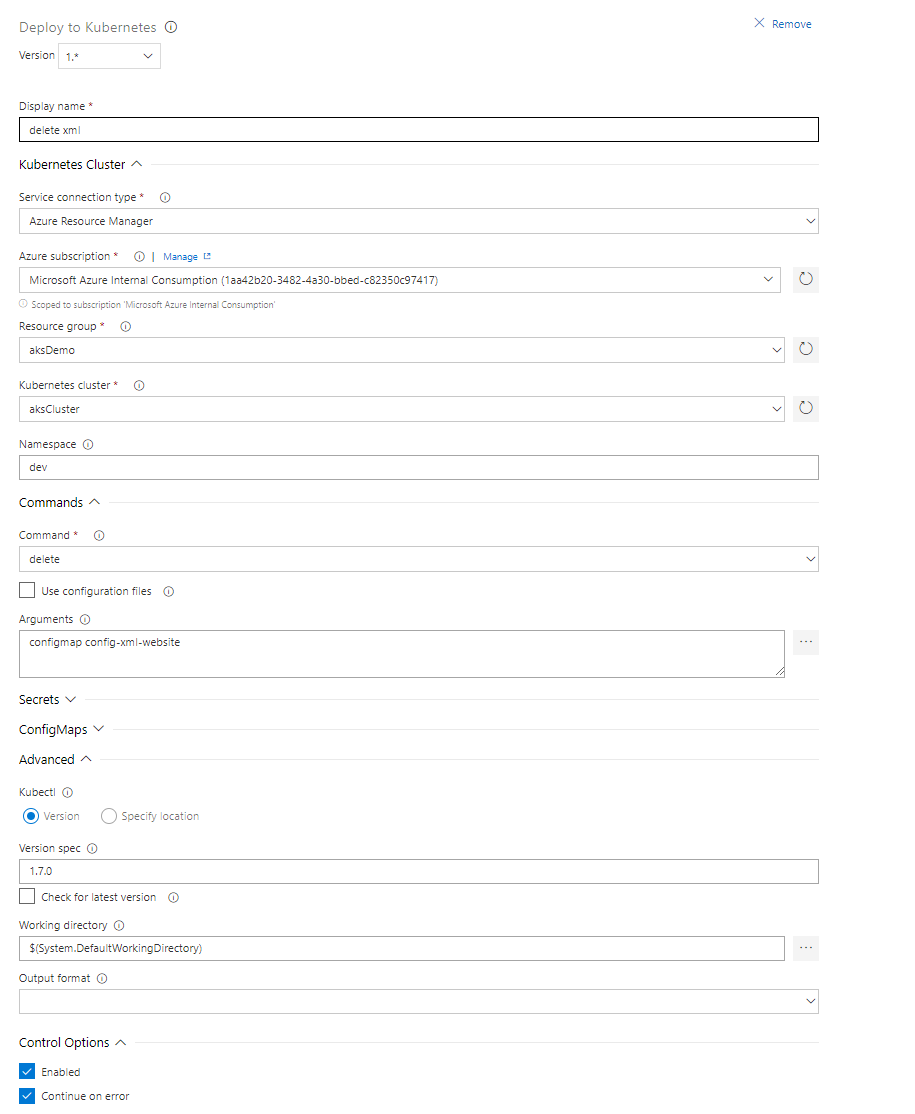 Deploy to Kubernetes
Remove
Version 1.*
Display name *
delete xml
Kubernetes Cluster
Service connection type *
Azure Resource Manager
Azure subscription * | Manage
Microsoft Azure Internal Consumption (1aa42b20-3482-4a30-bbed-c82350c97417)
Scoped to subscription 'Microsoft Azure Internal Consumption'
Resource group *
aksDemo
Kubernetes cluster *
aksCluster
Namespace
dev
Commands
Command *
delete
Use configuration files
Arguments
configmap config-xml-website
...
Secrets
ConfigMaps
Advanced
Kubectl
Version Specify location
Version spec
1.7.0
Check for latest version
Working directory
$(System.DefaultWorkingDirectory)
...
Output format
Control Options
Enabled
Continue on error